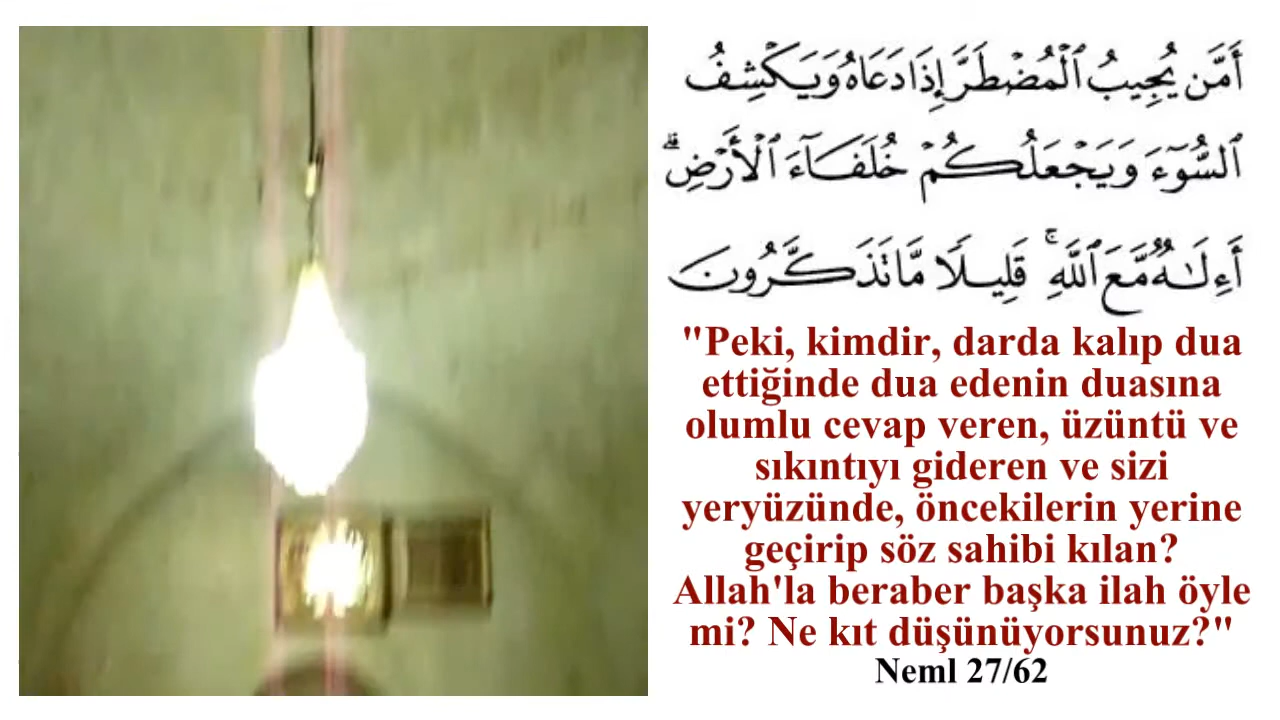 أَمَّن يُجِيبُ ٱلْمُضْطَرَّ إِذَا دَعَاهُ وَيَكْشِفُ
ٱلسُّوٓءَ وَيَجْعَلُكُمْ خُلَفَآءَ ٱلْأَرْضِ ۗ
أَءِلَـٰهٌ مَّعَ ٱللَّهِ ۚ قَلِيلًا مَّا تَذَكَّرُونَ
"Peki, kimdir, darda kalıp dua
ettiğinde dua edenin duasına
olumlu cevap veren, üzüntü ve
sıkıntıyı gideren ve sizi
yeryüzünde, öncekilerin yerine
geçirip söz sahibi kılan?
Allah'la beraber başka ilah öyle
mi? Ne kıt düşünüyorsunuz?"
Neml 27/62